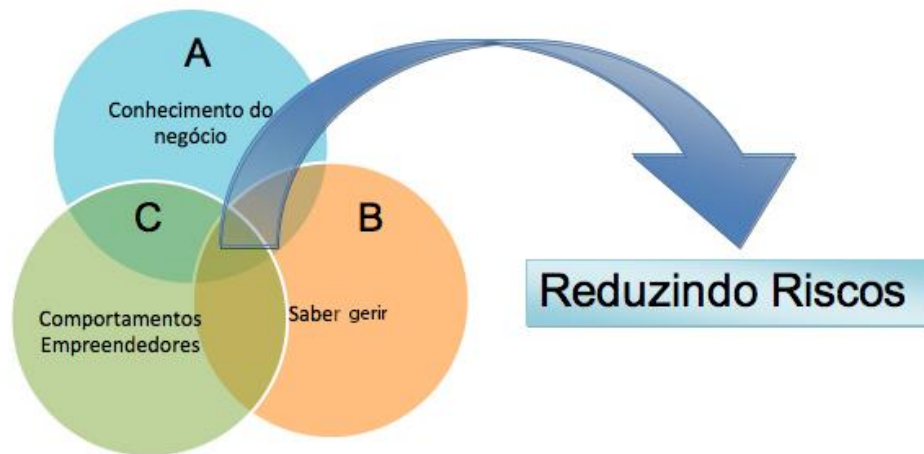 A
Conhecimento do
negócio
C
B
Comportamentos
Empreendedores
Saber gerir
Reduzindo Riscos